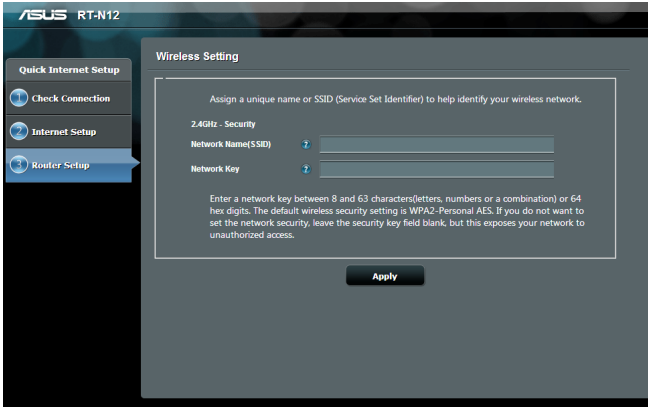 ASUS RT-N12
Quick Internet Setup
1 Check Connection
2 Internet Setup
3 Router Setup
Wireless Setting
Assign a unique name or SSID (Service Set Identifier) to help identify your wireless network.
2.4GHz - Security
Network Name(SSID) ?
Network Key ?
Enter a network key between 8 and 63 characters(letters, numbers or a combination) or 64
hex digits. The default wireless security setting is WPA2-Personal AES. If you do not want to
set the network security, leave the security key field blank, but this exposes your network to
unauthorized access.
Apply